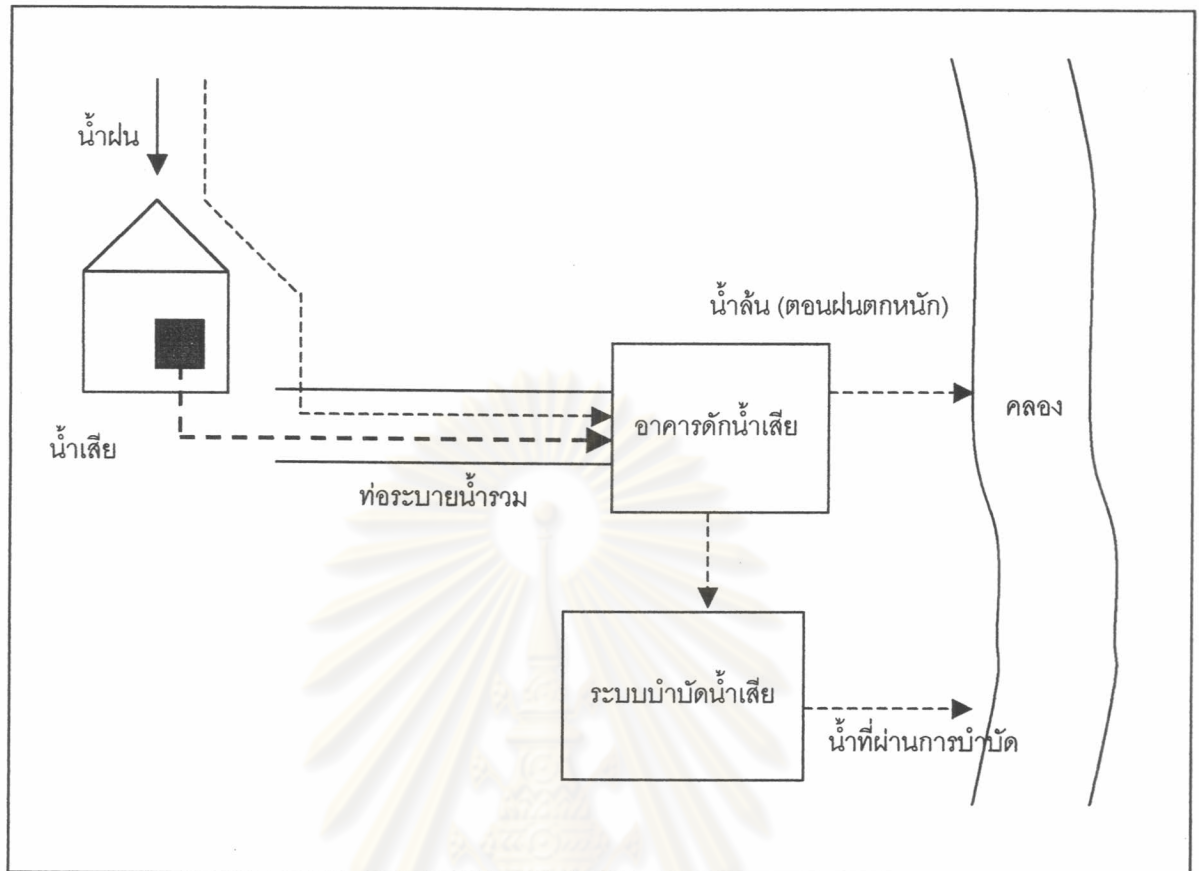 น้ำฝน
น้ำล้น (ตอนฝนตกหนัก)
คลอง
อาคารดักน้ำเสีย
น้ำเสีย
ท่อระบายน้ำรวม
ระบบบำบัดน้ำเสีย
น้ำที่ผ่านการบำบัด